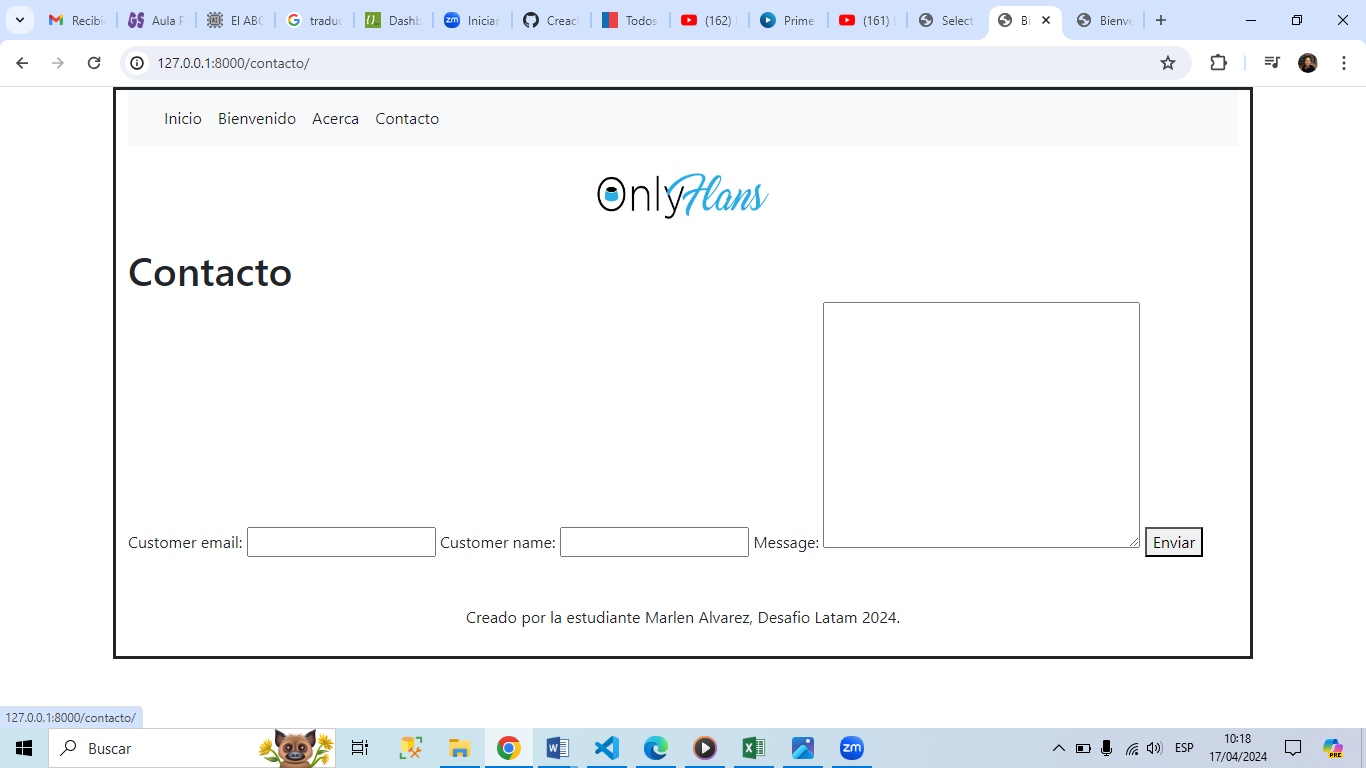 Recibi Aula P El ABC traduc Dashb Iniciar Creaci Todos (162) Prime (161) Select Bi Bienve
127.0.0.1:8000/contacto/
Inicio Bienvenido Acerca Contacto
OnlyFlans
Contacto
Customer email: Customer name: Message: Enviar
Creado por la estudiante Marlen Alvarez, Desafio Latam 2024.
127.0.0.1:8000/contacto/
Buscar
ESP
10:18
17/04/2024